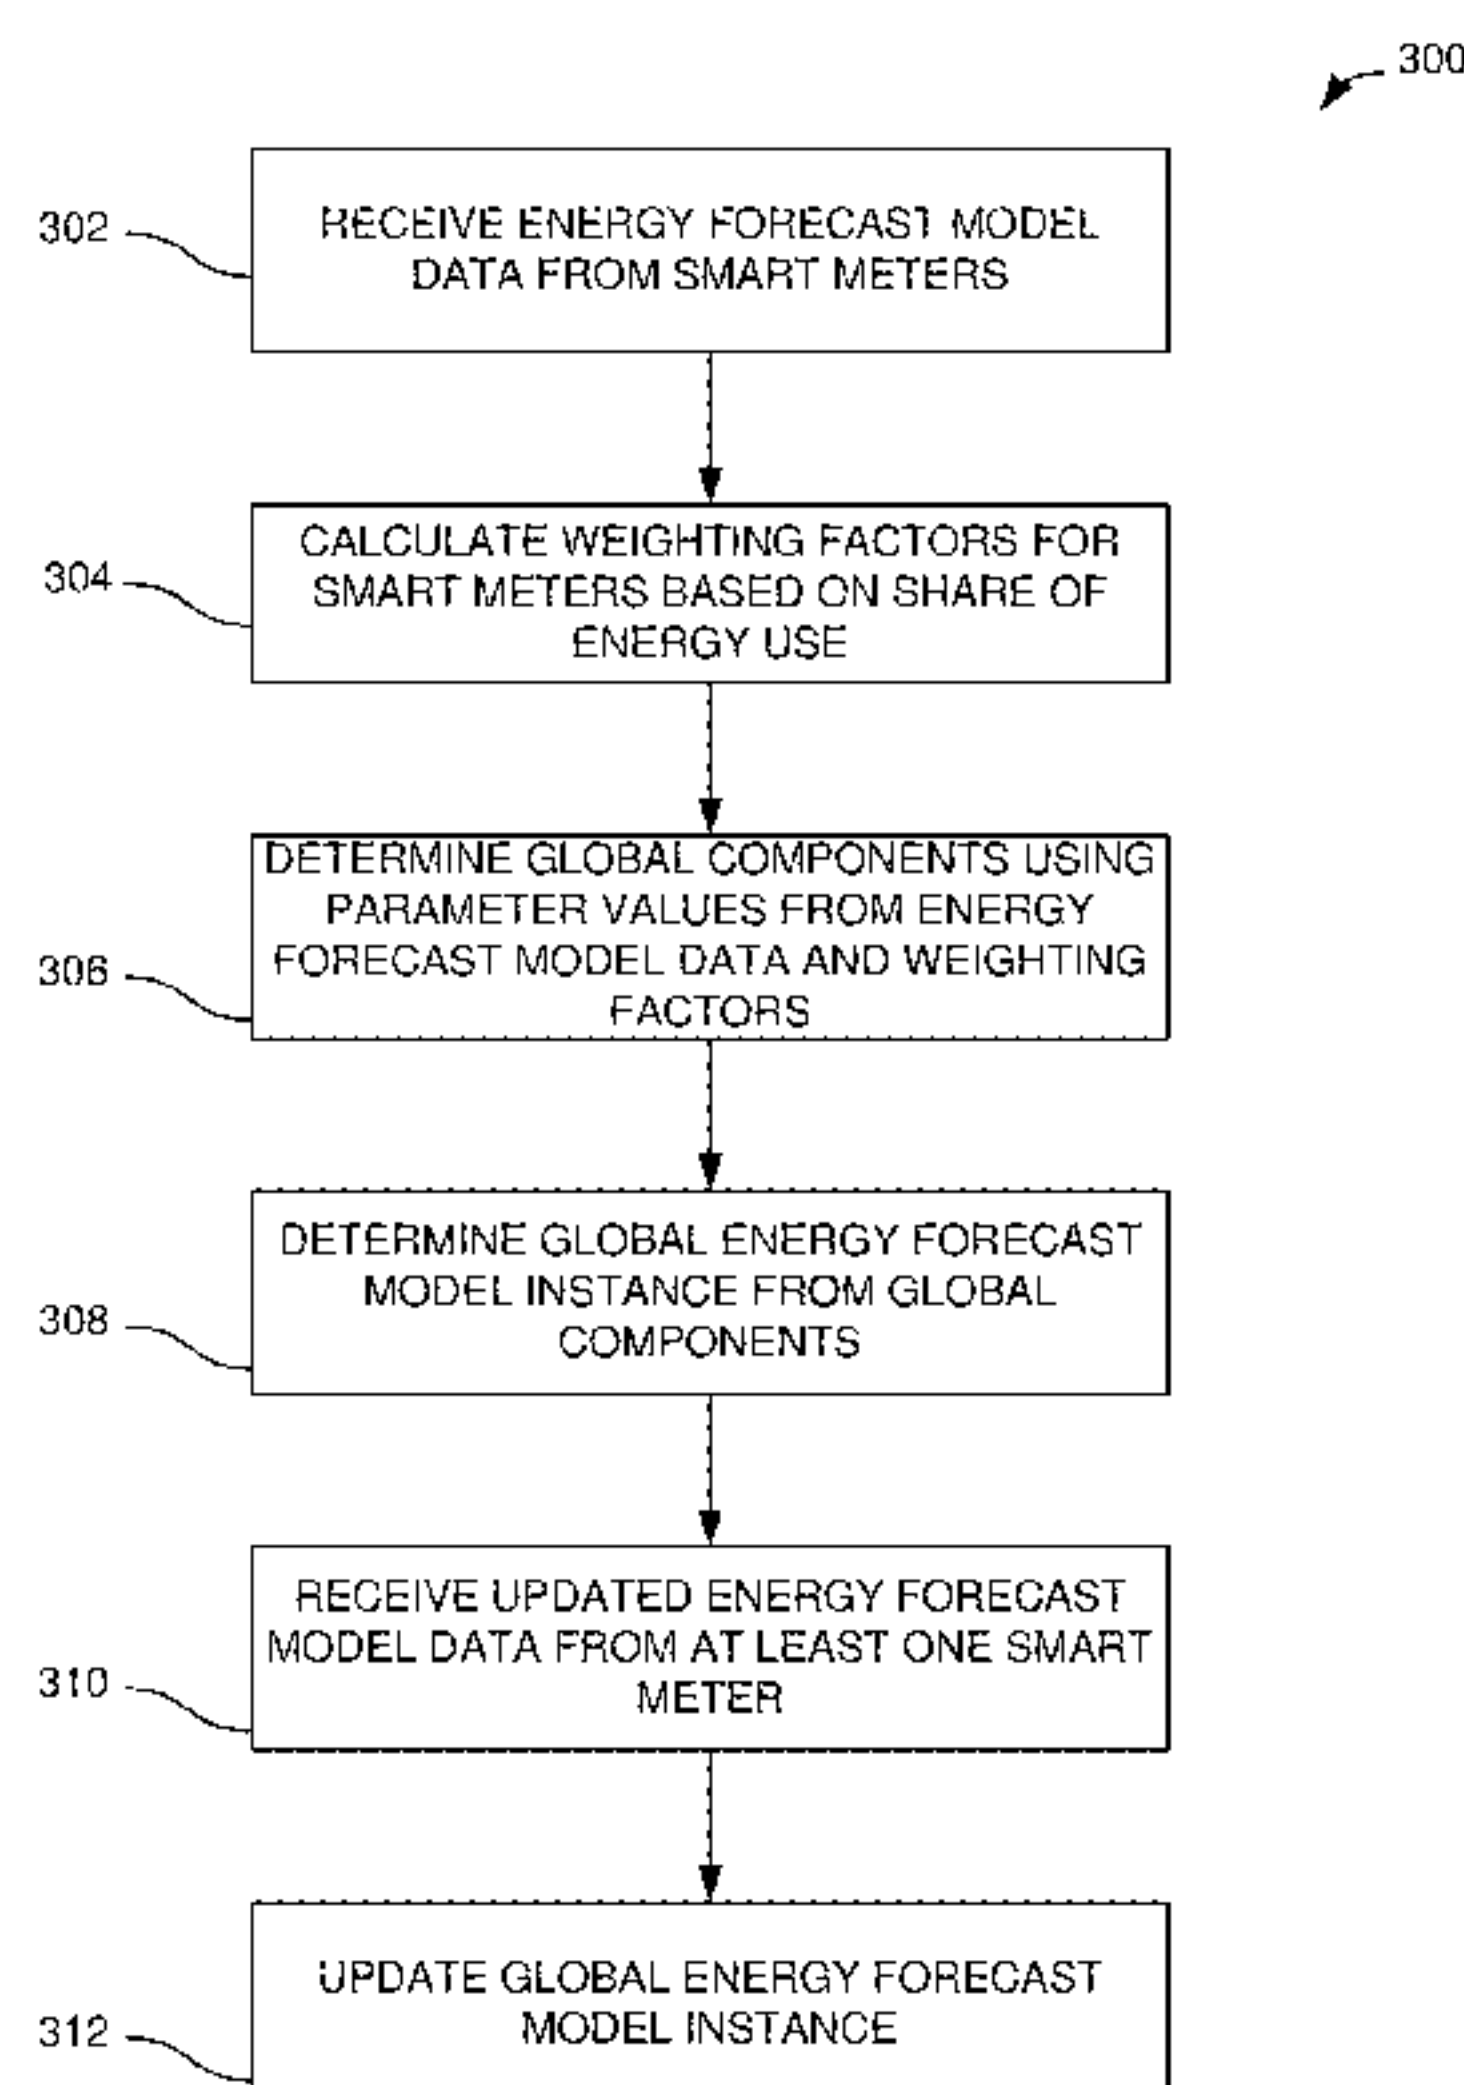 300
302
RECEIVE ENERGY FORECAST MODEL
DATA FROM SMART METERS
304
CALCULATE WEIGHTING FACTORS FOR
SMART METERS BASED ON SHARE OF
ENERGY USE
306
DETERMINE GLOBAL COMPONENTS USING
PARAMETER VALUES FROM ENERGY
FORECAST MODEL DATA AND WEIGHTING
FACTORS
308
DETERMINE GLOBAL ENERGY FORECAST
MODEL INSTANCE FROM GLOBAL
COMPONENTS
310
RECEIVE UPDATED ENERGY FORECAST
MODEL DATA FROM AT LEAST ONE SMART
METER
312
UPDATE GLOBAL ENERGY FORECAST
MODEL INSTANCE